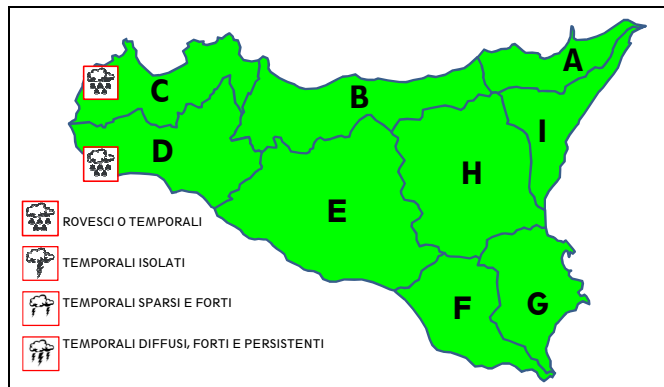 A
B
C
I
D
H
E
F
G
ROVESCI O TEMPORALI
TEMPORALI ISOLATI
TEMPORALI SPARSI E FORTI
TEMPORALI DIFFUSI, FORTI E PERSISTENTI